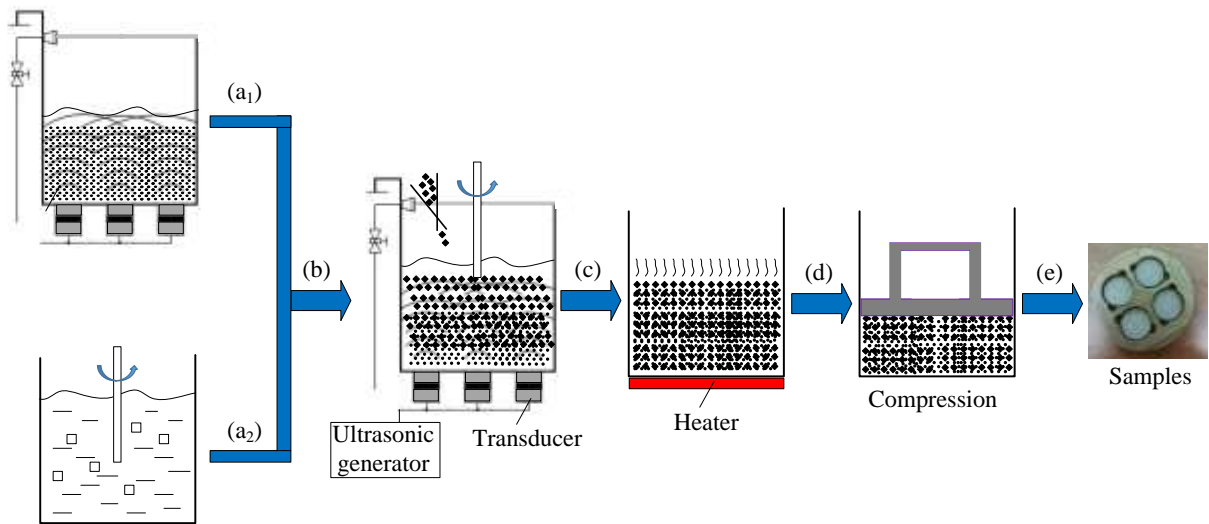 (a₁)
(a₂)
(b)
Ultrasonic
generator
Transducer
(c)
Heater
(d)
Compression
(e)
Samples